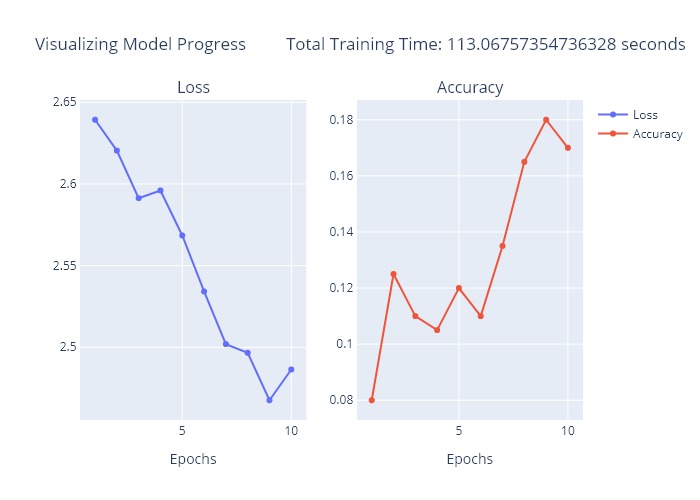 Visualizing Model Progress Total Training Time: 113.06757354736328 seconds
Loss
Accuracy
2.65
2.6
2.55
2.5
5
10
Epochs
0.18
0.16
0.14
0.12
0.1
0.08
5
10
Epochs
Loss
Accuracy